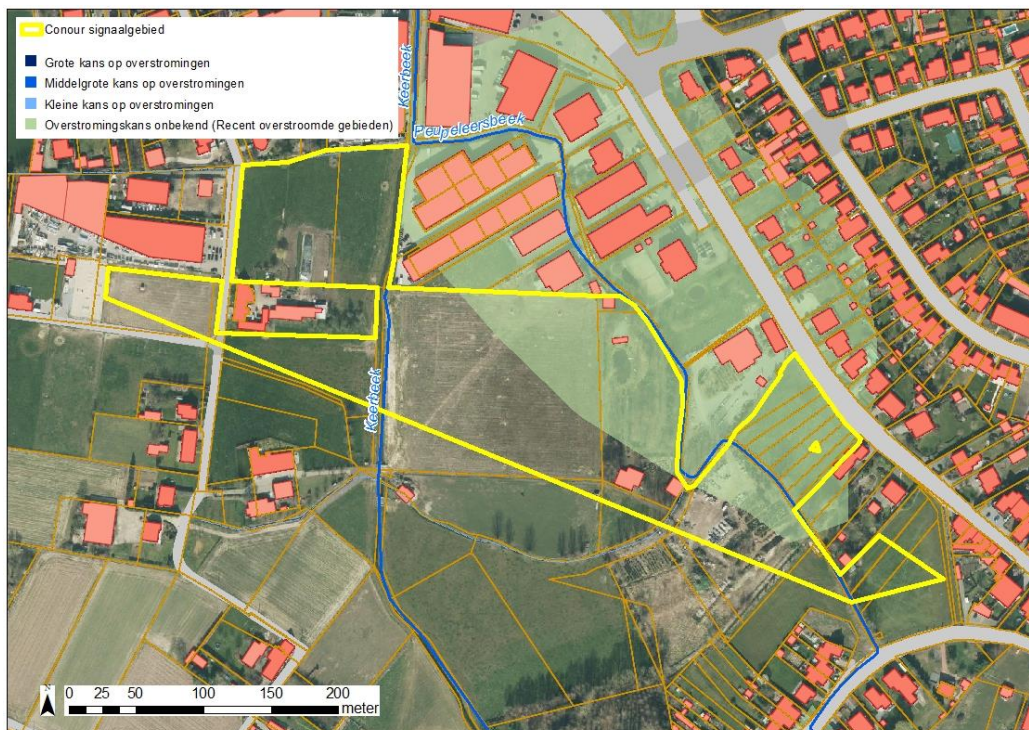 Conour signaalgebied
Grote kans op overstromingen
Middelgrote kans op overstromingen
Kleine kans op overstromingen
Overstromingskans onbekend (Recent overstroomde gebieden)
Keerbeek
Peupeleersbeek
Keerbeek
N
0 25 50 100 150 200
meter